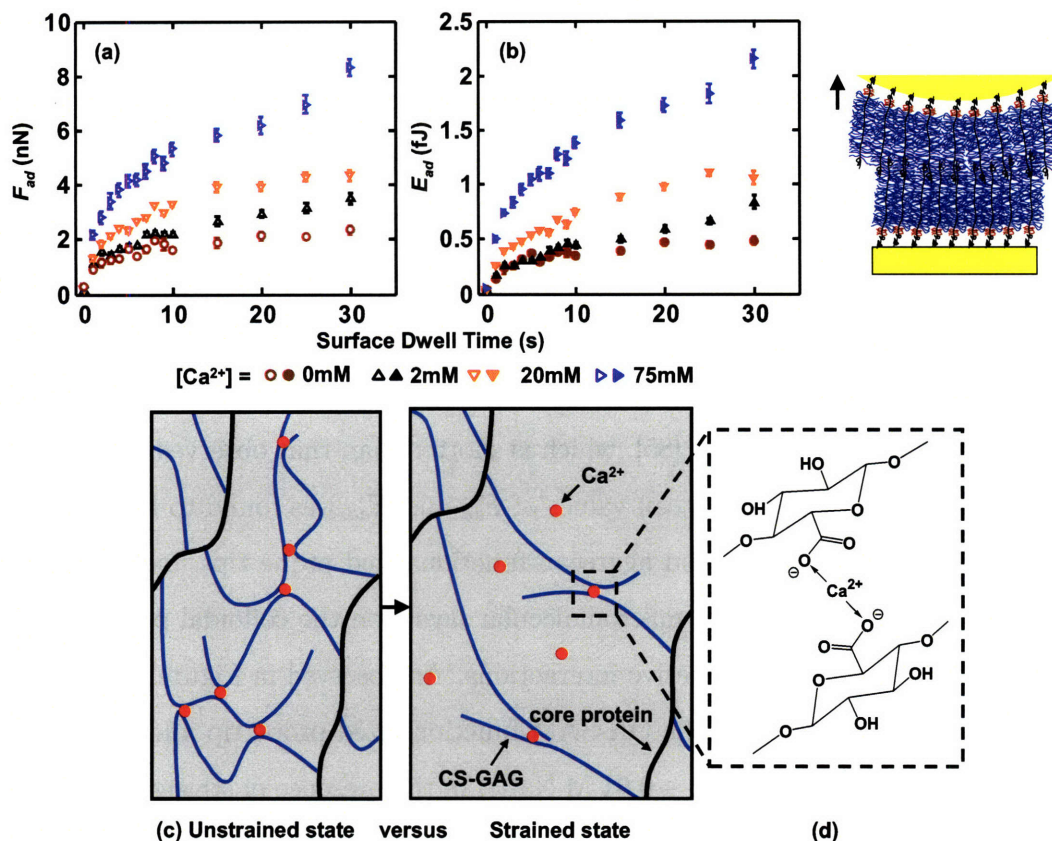 (a)
F_ad (nN)
10
8
6
4
2
0
0 10 20 30
(b)
E_ad (fJ)
2.5
2
1.5
1
0.5
0
0 10 20 30
Surface Dwell Time (s)
[Ca²⁺] = 0mM 2mM 20mM 75mM
Ca²⁺
core protein
CS-GAG
HO
OH
O
O
O
O
O
⊖
Ca²⁺
⊖
O
O
O
O
O
OH
HO
(c) Unstrained state versus Strained state
(d)